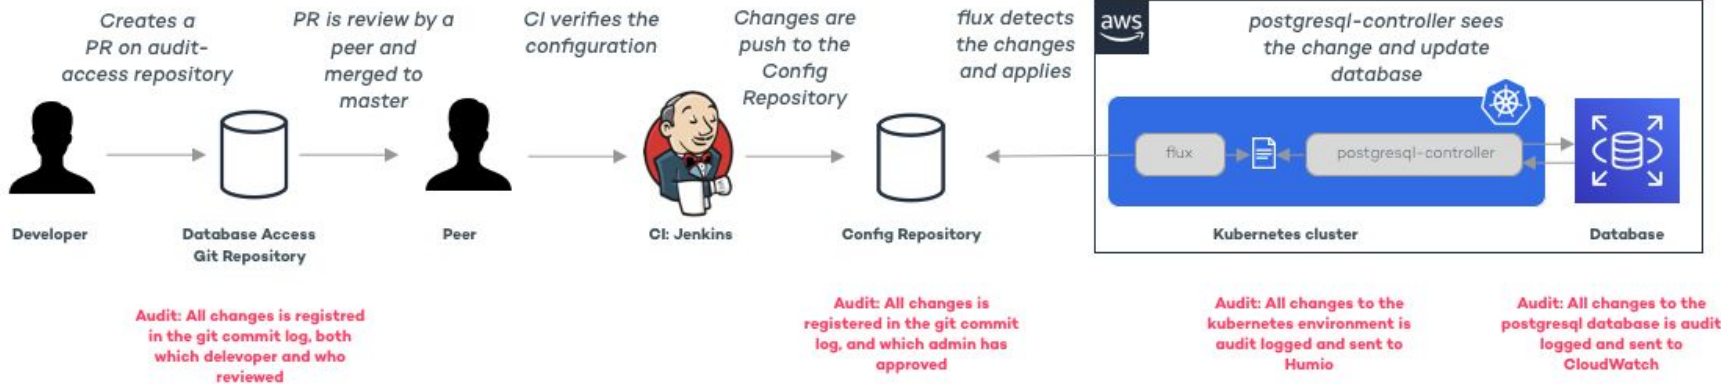 Creates a
PR on audit-
access repository
PR is review by a
peer and
merged to
master
CI verifies the
configuration
Changes are
push to the
Config
Repository
flux detects
the changes
and applies
aws
postgresql-controller sees
the change and update
database
flux
postgresql-controller
Developer
Database Access
Git Repository
Peer
CI: Jenkins
Config Repository
Kubernetes cluster
Database
Audit: All changes is registred
in the git commit log, both
which delevoper and who
reviewed
Audit: All changes is
registered in the git commit
log, and which admin has
approved
Audit: All changes to the
kubernetes environment is
audit logged and sent to
Humio
Audit: All changes to the
postgresql database is audit
logged and sent to
CloudWatch